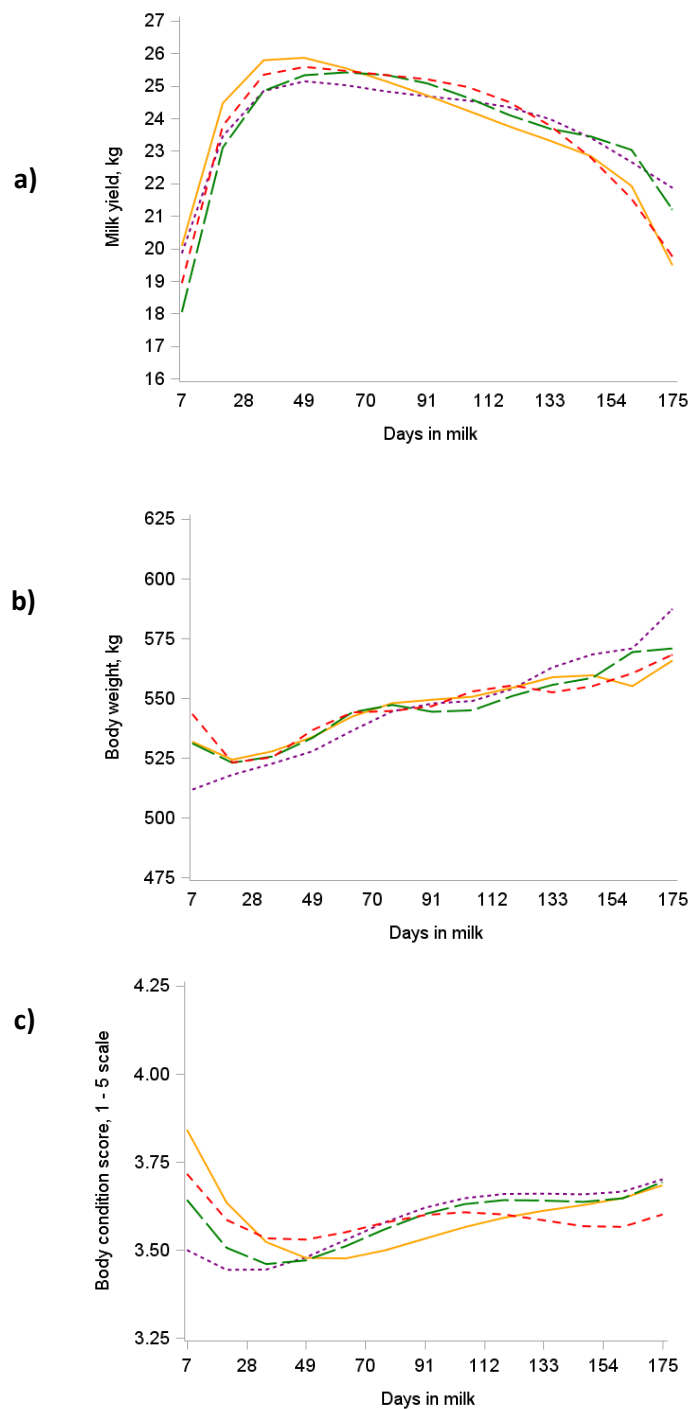 a)
Milk yield, kg
27
26
25
24
23
22
21
20
19
18
17
16
7 28 49 70 91 112 133 154 175
Days in milk
b)
Body weight, kg
625
600
575
550
525
500
475
7 28 49 70 91 112 133 154 175
Days in milk
c)
Body condition score, 1 - 5 scale
4.25
4.00
3.75
3.50
3.25
7 28 49 70 91 112 133 154 175
Days in milk